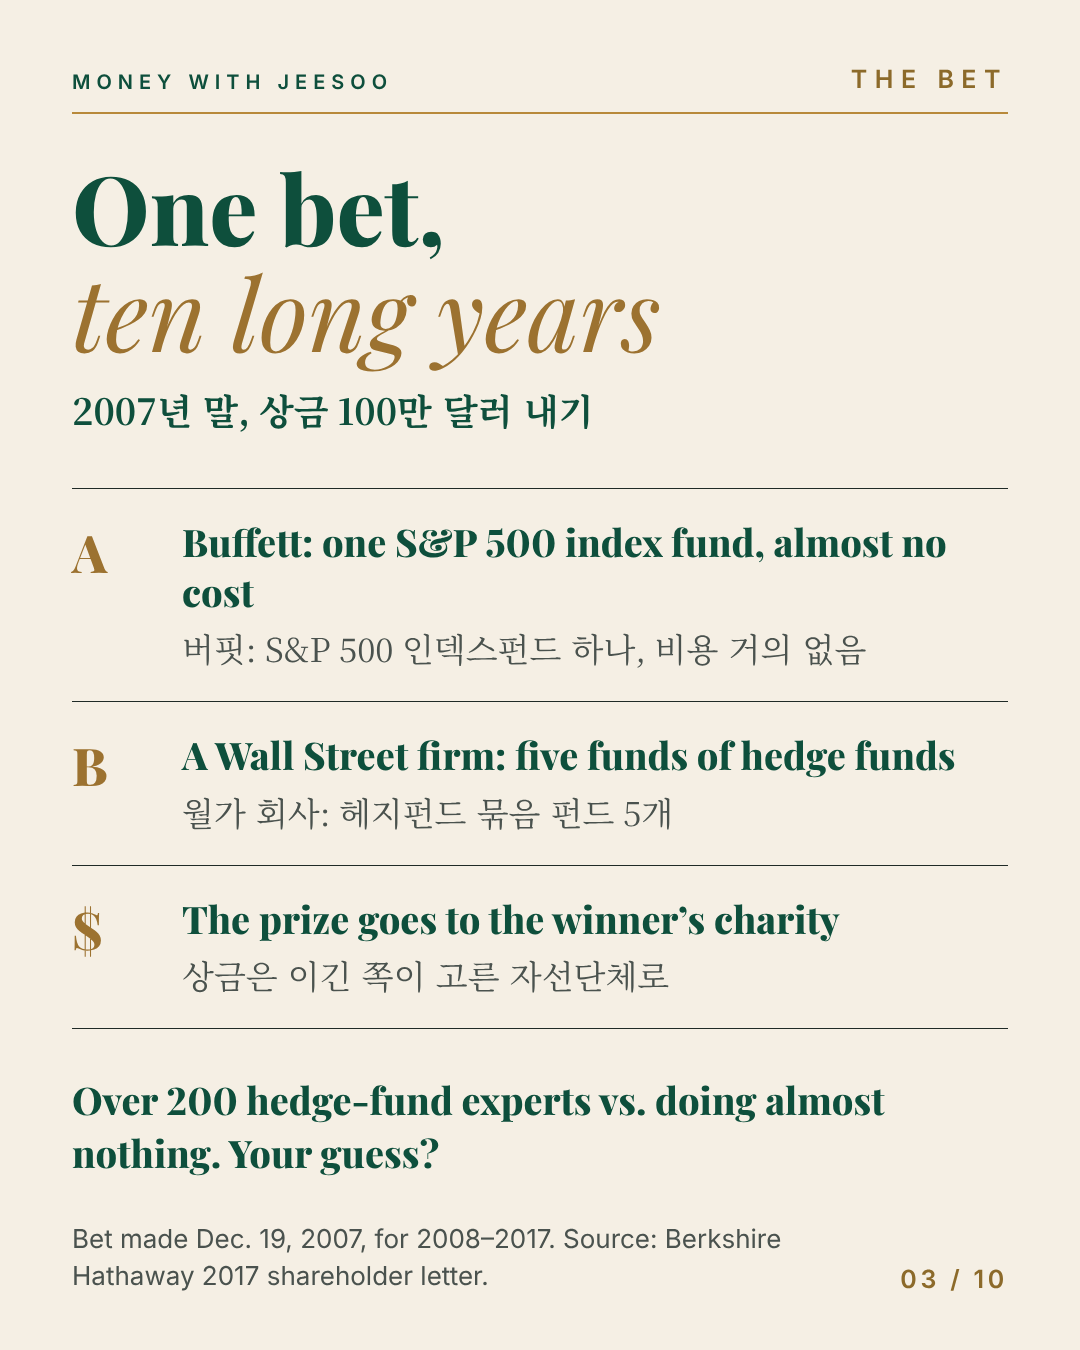 MONEY WITH JEESOO
THE BET
One bet,
ten long years
2007년 말, 상금 100만 달러 내기
A
Buffett: one S&P 500 index fund, almost no
cost
버핏: S&P 500 인덱스펀드 하나, 비용 거의 없음
B
A Wall Street firm: five funds of hedge funds
월가 회사: 헤지펀드 묶음 펀드 5개
$
The prize goes to the winner’s charity
상금은 이긴 쪽이 고른 자선단체로
Over 200 hedge-fund experts vs. doing almost
nothing. Your guess?
Bet made Dec. 19, 2007, for 2008–2017. Source: Berkshire
Hathaway 2017 shareholder letter.
03 / 10